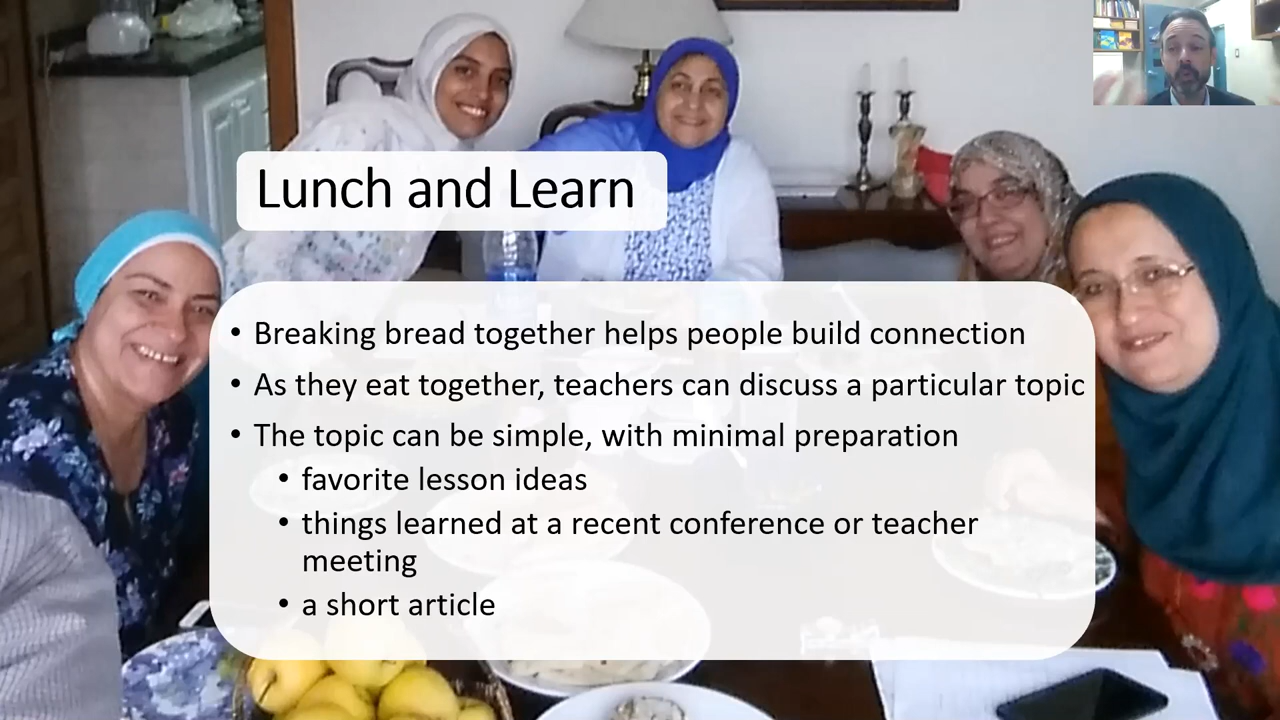 Lunch and Learn
• Breaking bread together helps people build connection
• As they eat together, teachers can discuss a particular topic
• The topic can be simple, with minimal preparation
• favorite lesson ideas
• things learned at a recent conference or teacher
meeting
• a short article